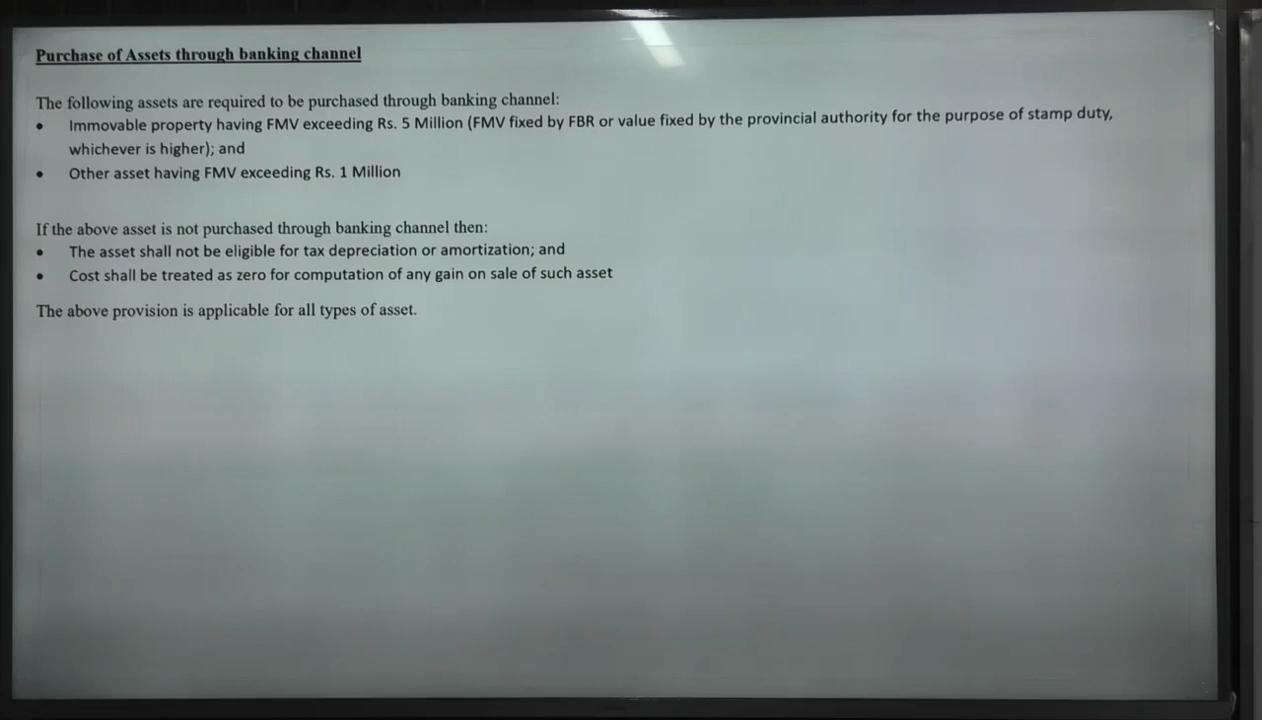 Purchase of Assets through banking channel
The following assets are required to be purchased through banking channel:
• Immovable property having FMV exceeding Rs. 5 Million (FMV fixed by FBR or value fixed by the provincial authority for the purpose of stamp duty,
whichever is higher); and
• Other asset having FMV exceeding Rs. 1 Million
If the above asset is not purchased through banking channel then:
• The asset shall not be eligible for tax depreciation or amortization; and
• Cost shall be treated as zero for computation of any gain on sale of such asset
The above provision is applicable for all types of asset.